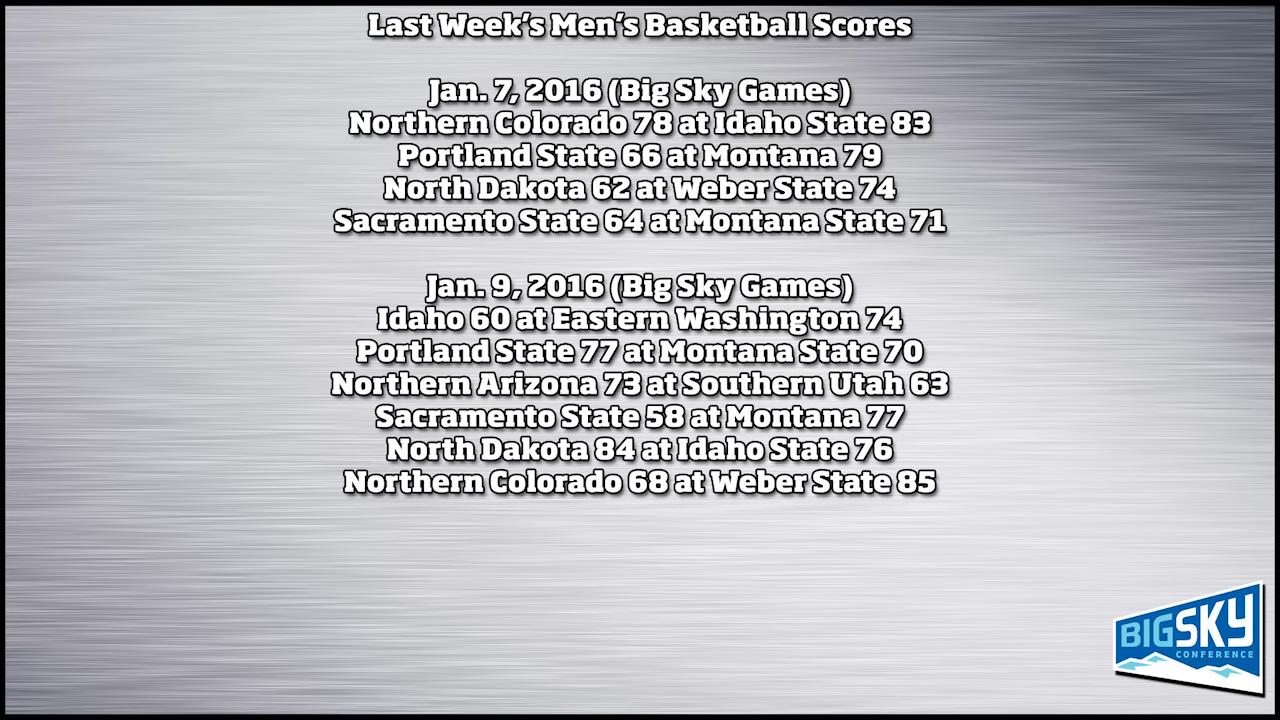 Last Week's Men's Basketball Scores
Jan. 7, 2016 (Big Sky Games)
Northern Colorado 78 at Idaho State 83
Portland State 66 at Montana 79
North Dakota 62 at Weber State 74
Sacramento State 64 at Montana State 71
Jan. 9, 2016 (Big Sky Games)
Idaho 60 at Eastern Washington 74
Portland State 77 at Montana State 70
Northern Arizona 73 at Southern Utah 63
Sacramento State 58 at Montana 77
North Dakota 84 at Idaho State 76
Northern Colorado 68 at Weber State 85
BIGSKY
CONFERENCE